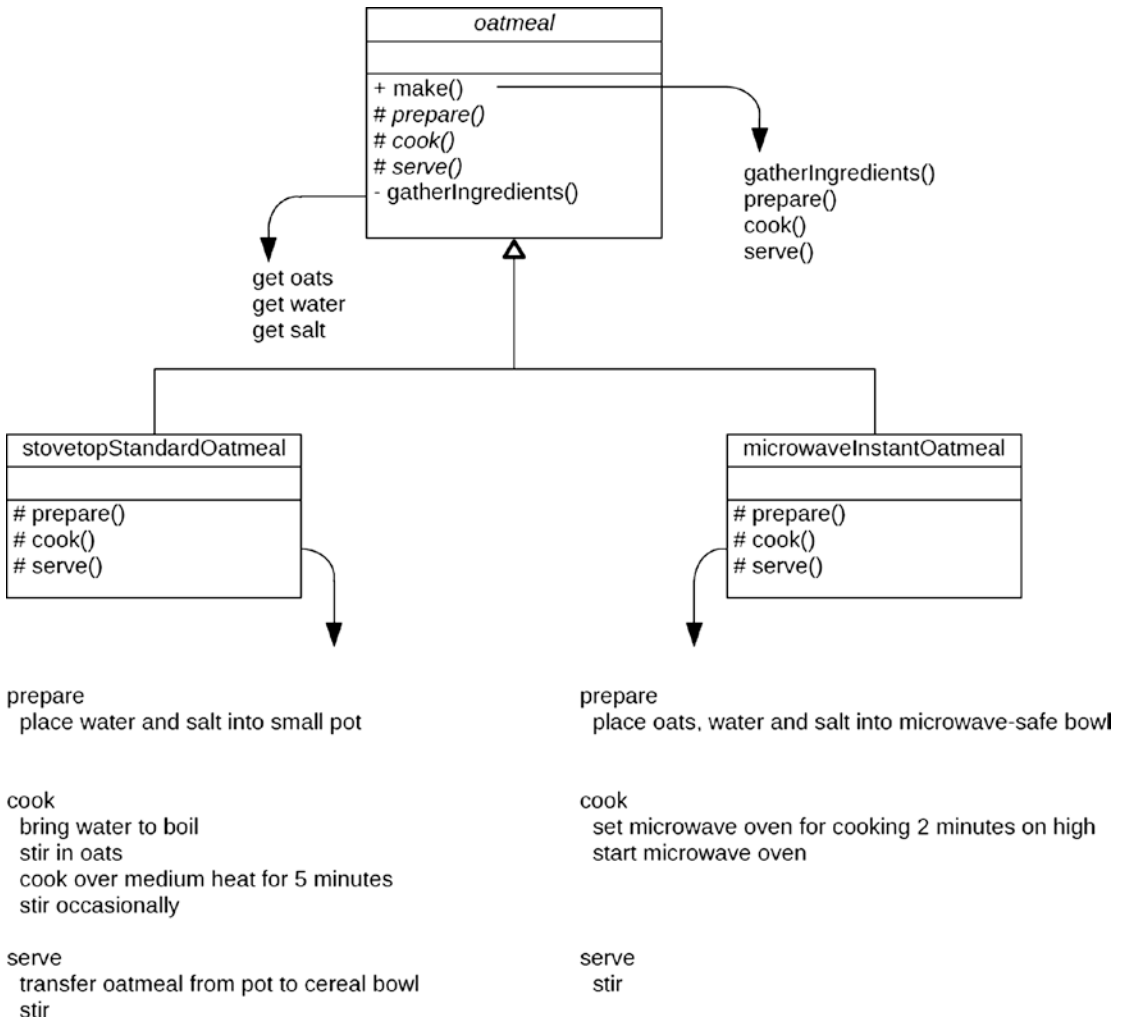 oatmeal
+ make()
# prepare()
# cook()
# serve()
- gatherIngredients()
gatherIngredients()
prepare()
cook()
serve()
get oats
get water
get salt
stovetopStandardOatmeal
# prepare()
# cook()
# serve()
microwaveInstantOatmeal
# prepare()
# cook()
# serve()
prepare
place water and salt into small pot
cook
bring water to boil
stir in oats
cook over medium heat for 5 minutes
stir occasionally
serve
transfer oatmeal from pot to cereal bowl
stir
prepare
place oats, water and salt into microwave-safe bowl
cook
set microwave oven for cooking 2 minutes on high
start microwave oven
serve
stir